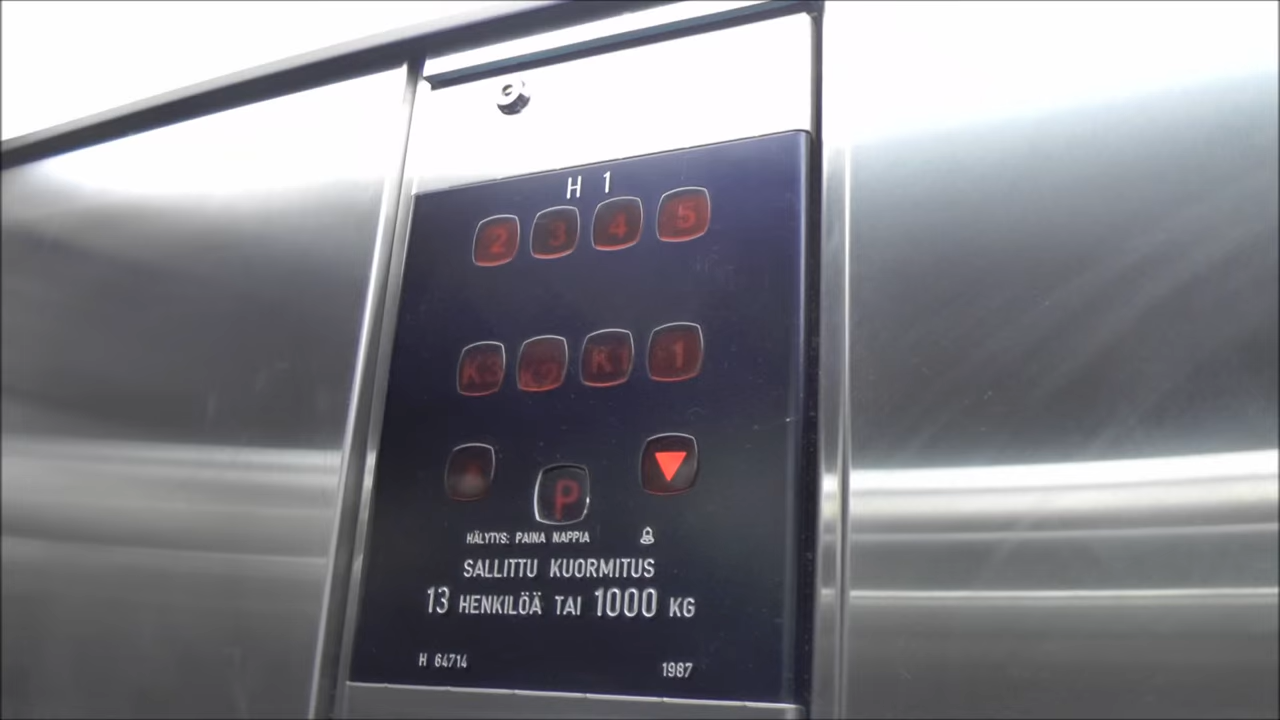 H 1
2 3 4 5
K3 K2 K1 1
P
HÄLYTYS: PAINA NAPPIA
SALLITTU KUORMITUS
13 HENKILÖÄ TAI 1000 KG
H 64714 1987